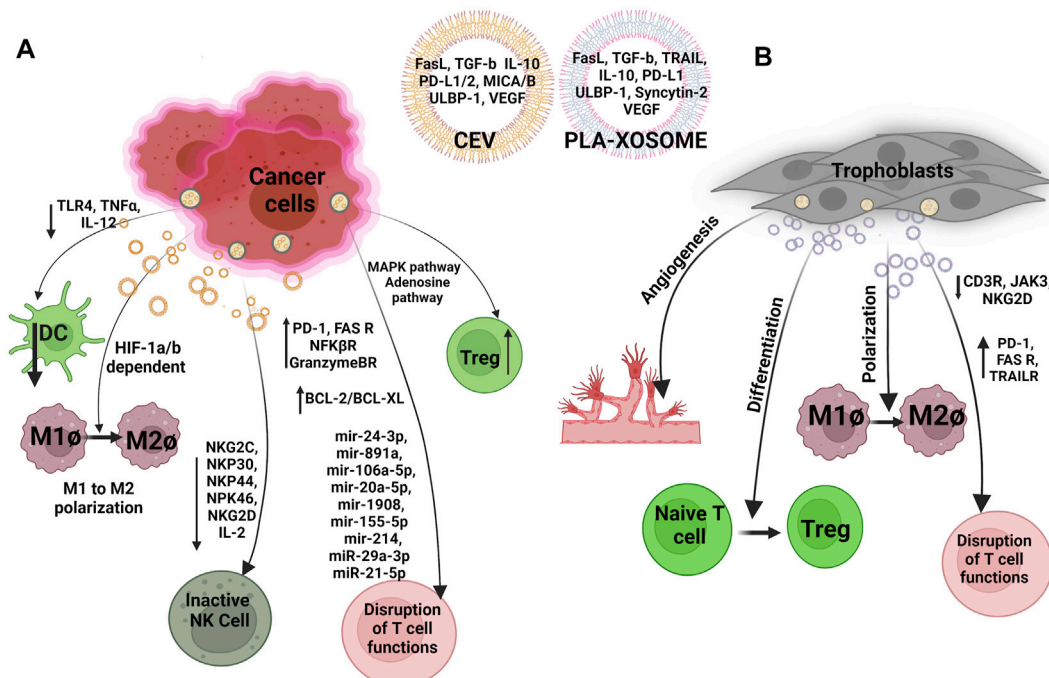 A
FasL, TGF-b IL-10
PD-L1/2, MICA/B
ULBP-1, VEGF
CEV
FasL, TGF-b, TRAIL,
IL-10, PD-L1
ULBP-1, Syncytin-2
VEGF
PLA-XOSOME
B
Cancer
cells
TLR4, TNFα,
IL-12
DC
HIF-1a/b
dependent
M1ø
M2ø
M1 to M2
polarization
NKG2C,
NKP30,
NKP44,
NPK46,
NKG2D
IL-2
Inactive
NK Cell
PD-1, FAS R
NFKβR
GranzymeBR
BCL-2/BCL-XL
mir-24-3p,
mir-891a,
mir-106a-5p,
mir-20a-5p,
mir-1908,
mir-155-5p
mir-214,
miR-29a-3p
miR-21-5p
Disruption
of T cell
functions
MAPK pathway
Adenosine
pathway
Treg
Trophoblasts
Angiogenesis
Differentiation
Polarization
CD3R, JAK3,
NKG2D
PD-1,
FAS R,
TRAILR
M1ø
M2ø
Naive T
cell
Treg
Disruption
of T cell
functions